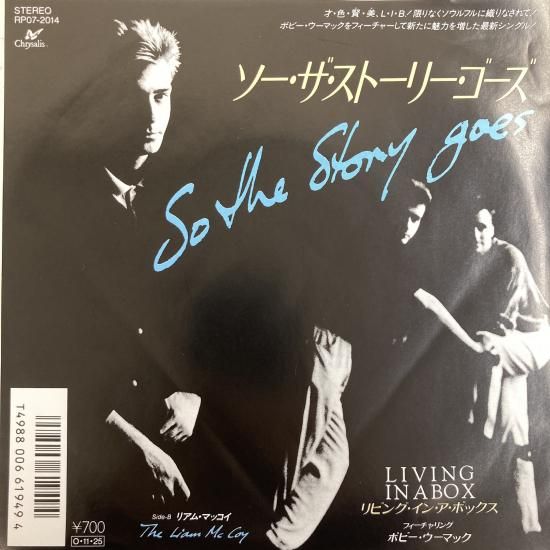 STEREO
RP07-2014
Chrysalis
オ・色・賢・美、L・I・B/限りなくソウルフルに織りなされて!
ボビー・ウーマックをフィーチャーして新たに魅力を増した最新シングル!
ソー・ザ・ストーリー・ゴーズ
So the Story goes
T4988 006 61949 4
¥700
O・11・25
Side-B リアム・マッコイ
The Liam Mc Coy
LIVING
IN A BOX
リビング・イン・ア・ボックス
フィーチャリング
ボビー・ウーマック